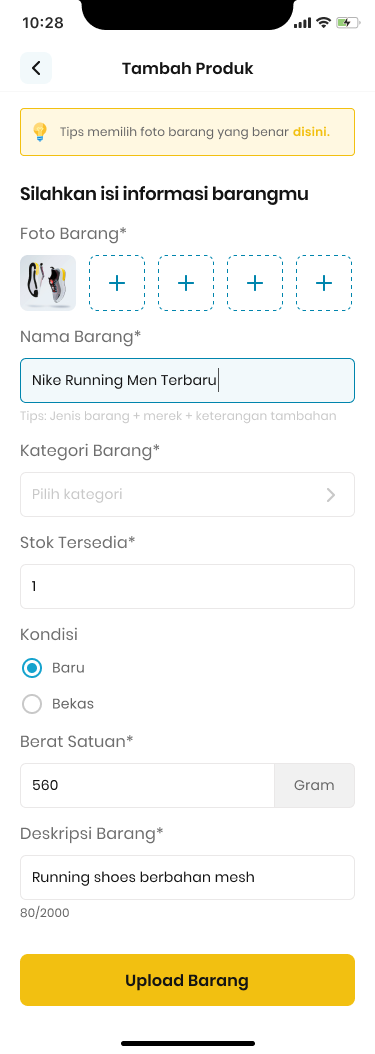 10:28
Tambah Produk
Tips memilih foto barang yang benar disini.
Silahkan isi informasi barangmu
Foto Barang*
Nama Barang*
Nike Running Men Terbaru
Tips: Jenis barang + merek + keterangan tambahan
Kategori Barang*
Pilih kategori
Stok Tersedia*
1
Kondisi
Baru
Bekas
Berat Satuan*
560 Gram
Deskripsi Barang*
Running shoes berbahan mesh
80/2000
Upload Barang